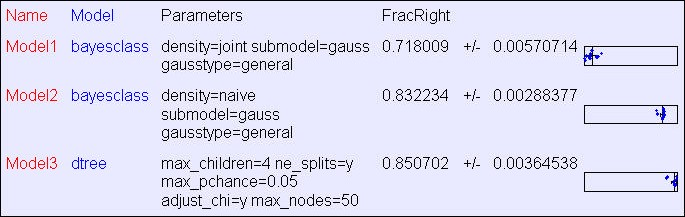 Name Model Parameters FracRight
Model1 bayesclass density=joint submodel=gauss 0.718009 +/- 0.00570714
gausstype=general
Model2 bayesclass density=naive 0.832234 +/- 0.00288377
submodel=gauss
gausstype=general
Model3 dtree max_children=4 ne_splits=y 0.850702 +/- 0.00364538
max_pchance=0.05
adjust_chi=y max_nodes=50